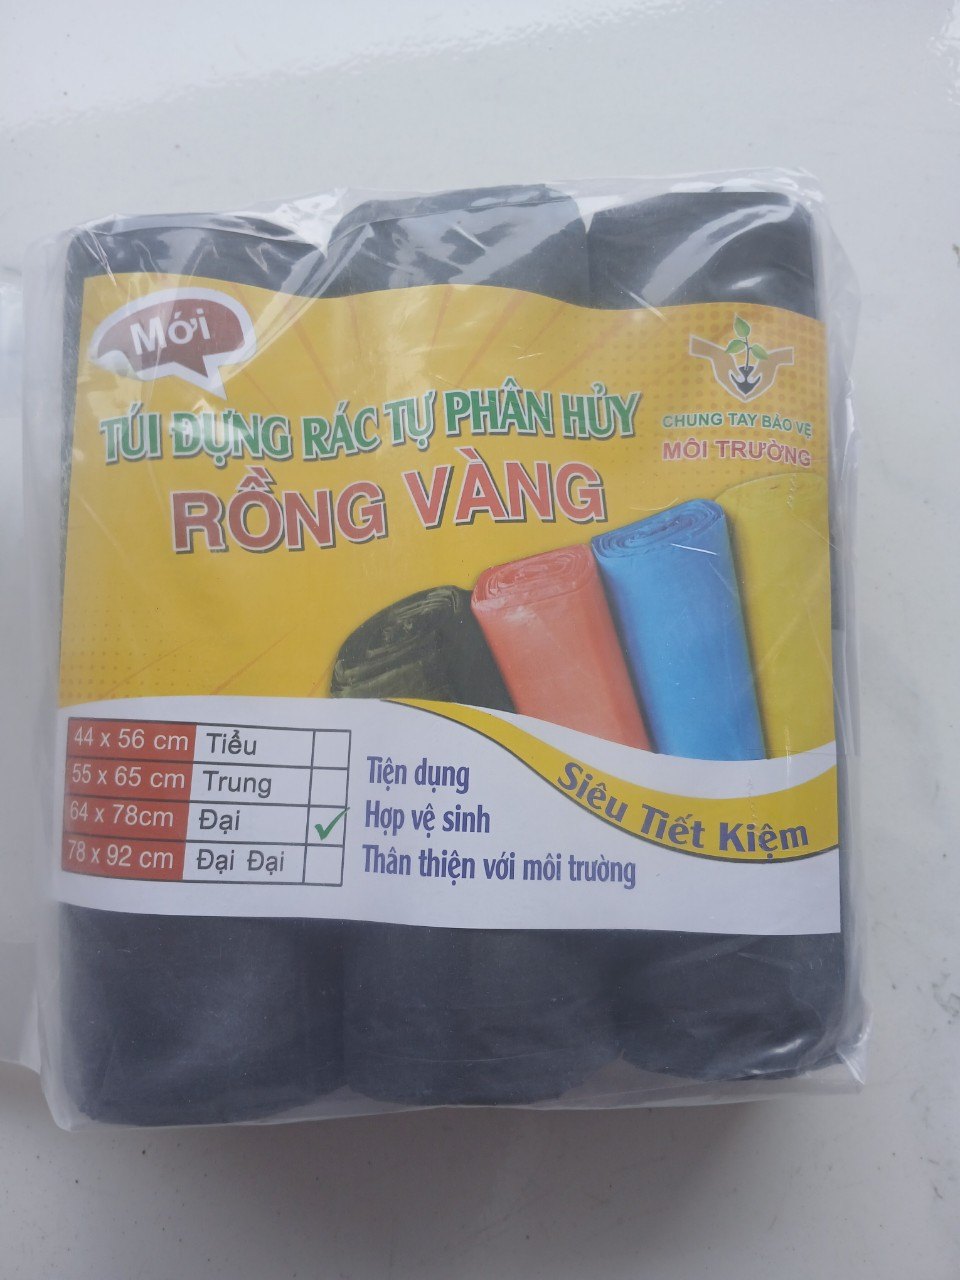 Mới
CHUNG TAY BẢO VỆ
MÔI TRƯỜNG
TÚI ĐỰNG RÁC TỰ PHÂN HỦY
RỒNG VÀNG
44 x 56 cm Tiểu
55 x 65 cm Trung
64 x 78cm Đại ✓
78 x 92 cm Đại Đại
Tiện dụng
Hợp vệ sinh
Thân thiện với môi trường
Siêu Tiết Kiệm